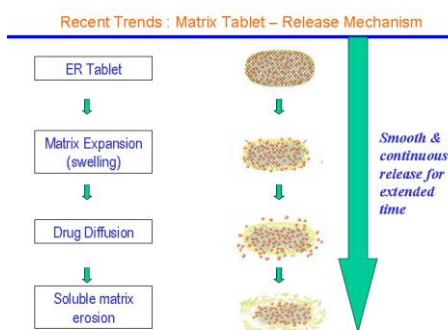 Recent Trends : Matrix Tablet – Release Mechanism
ER Tablet
Matrix Expansion
(swelling)
Drug Diffusion
Soluble matrix
erosion
Smooth &
continuous
release for
extended
time